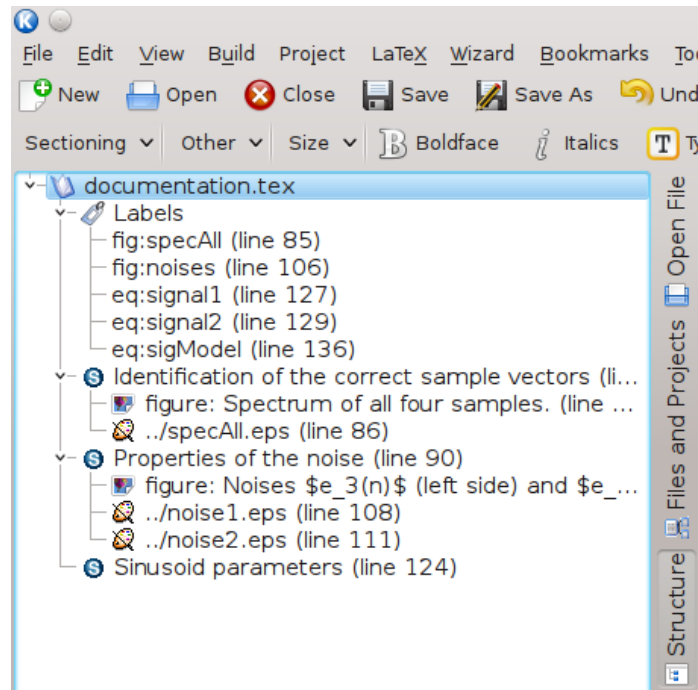 File Edit View Build Project LaTeX Wizard Bookmarks
New Open Close Save Save As
Sectioning Other Size B Boldface i Italics T
documentation.tex
Labels
fig:specAll (line 85)
fig:noises (line 106)
eq:signal1 (line 127)
eq:signal2 (line 129)
eq:sigModel (line 136)
S Identification of the correct sample vectors (li...
figure: Spectrum of all four samples. (line ...
../specAll.eps (line 86)
S Properties of the noise (line 90)
figure: Noises $e_3(n)$ (left side) and $e_...
../noise1.eps (line 108)
../noise2.eps (line 111)
S Sinusoid parameters (line 124)
Open File
Files and Projects
Structure